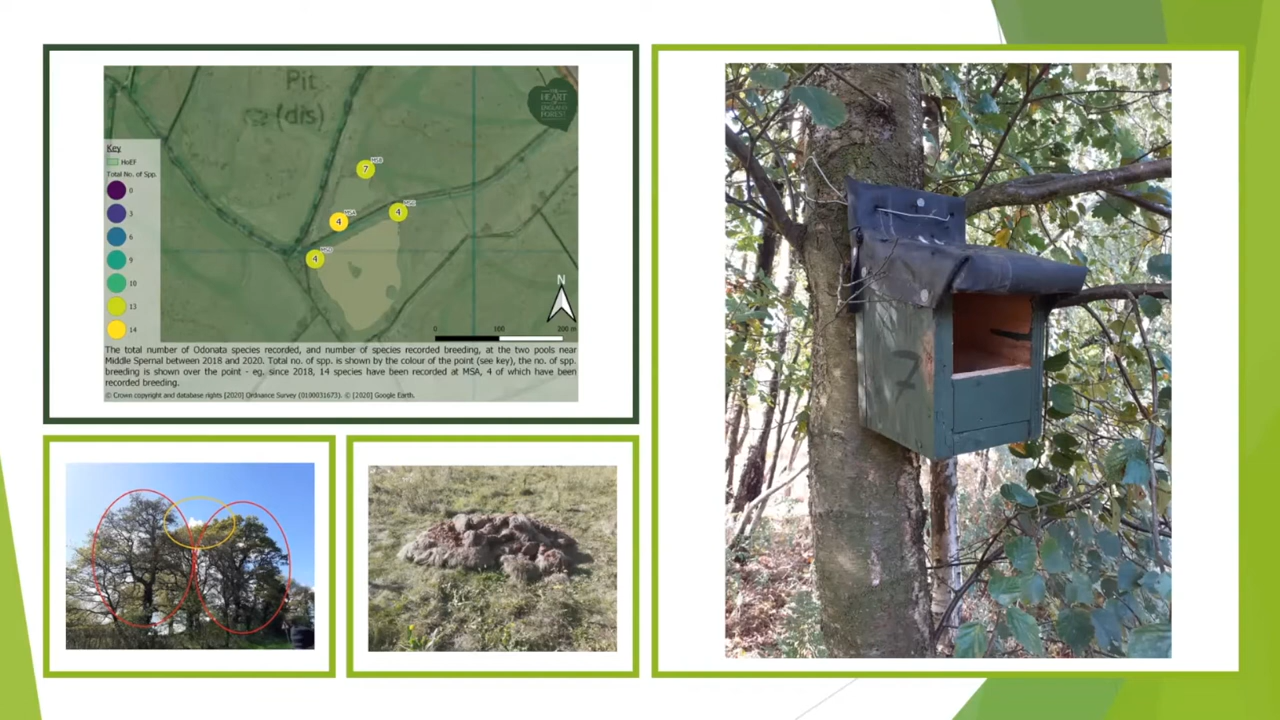 Pit
(dis)
THE
HEART
OF
ENGLAND
FOREST
Key
HoEF
Total No. of Spp.
0
3
6
9
10
13
14
7
MSB
4
MSA
4
4
N
0 100 200 m
The total number of Odonata species recorded, and number of species recorded breeding, at the two pools near
Middle Spernal between 2018 and 2020. Total no. of spp. is shown by the colour of the point (see key), the no. of spp.
breeding is shown over the point - eg. since 2018, 14 species have been recorded at MSA, 4 of which have been
recorded breeding.
© Crown copyright and database rights [2020] Ordnance Survey (0100031673). © [2020] Google Earth.
7